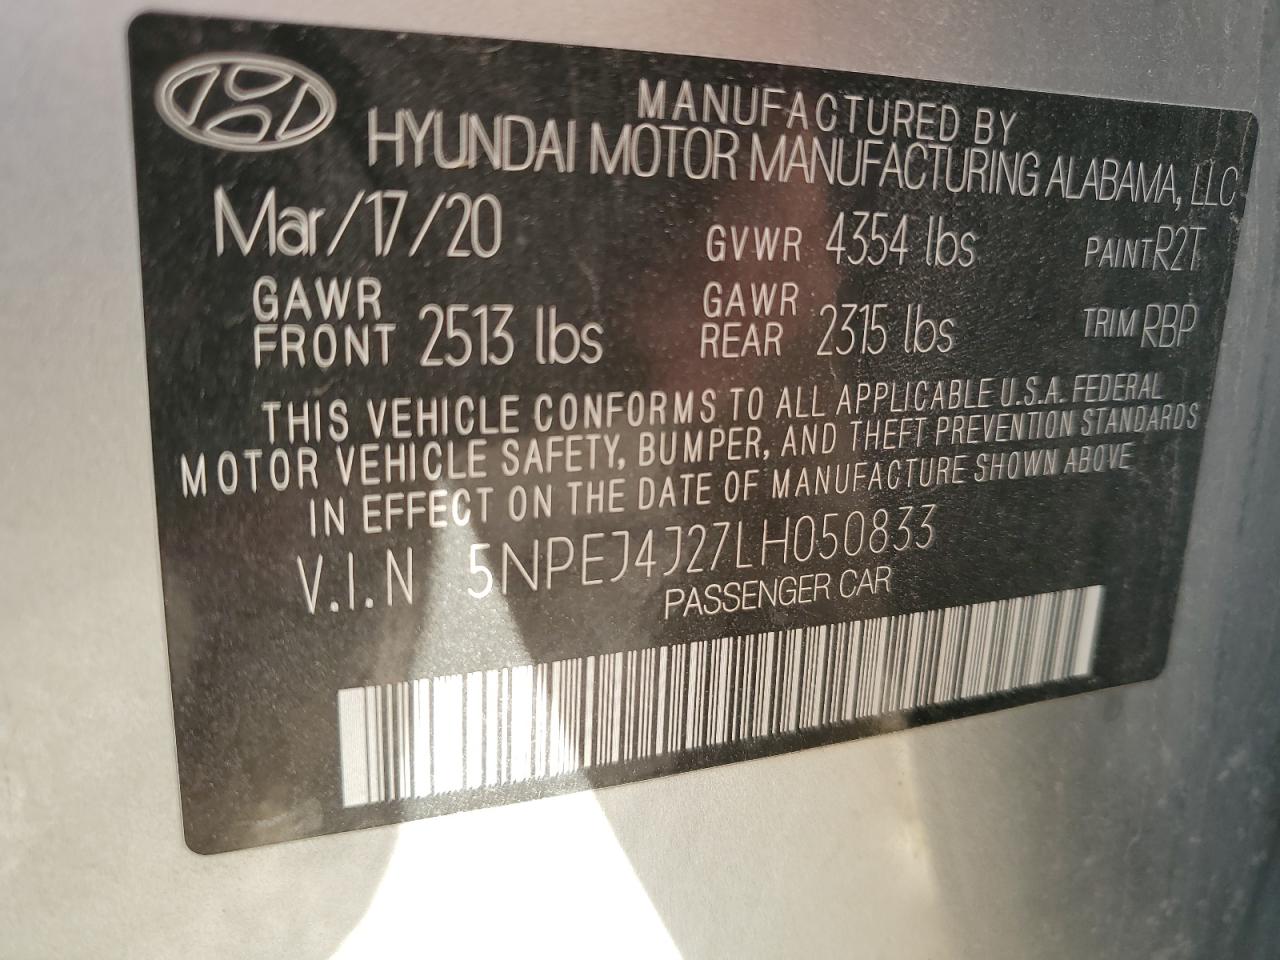 MANUFACTURED BY
HYUNDAI MOTOR MANUFACTURING ALABAMA, LLC
Mar/17/20 GVWR 4354 lbs PAINT R2T
GAWR FRONT 2513 lbs GAWR REAR 2315 lbs TRIM RBP
THIS VEHICLE CONFORMS TO ALL APPLICABLE U.S.A. FEDERAL
MOTOR VEHICLE SAFETY, BUMPER, AND THEFT PREVENTION STANDARDS
IN EFFECT ON THE DATE OF MANUFACTURE SHOWN ABOVE
V.I.N 5NPEJ4J27LH050833
PASSENGER CAR